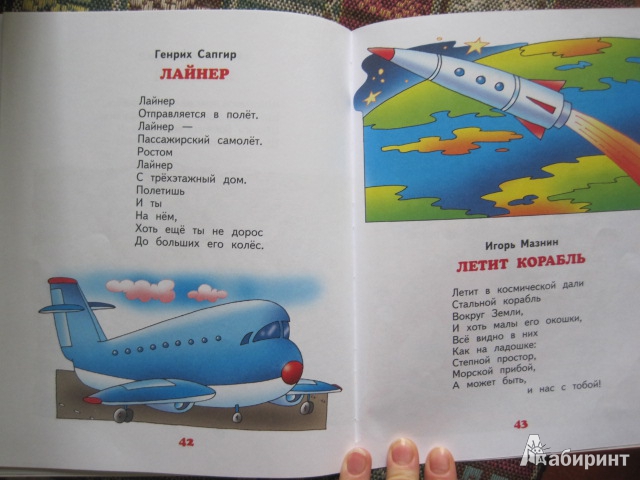 Генрих Сапгир
ЛАЙНЕР
Лайнер
Отправляется в полёт.
Лайнер —
Пассажирский самолёт.
Ростом
Лайнер
С трёхэтажный дом.
Полетишь
И ты
На нём,
Хоть ещё ты не дорос
До больших его колёс.
42
Игорь Мазнин
ЛЕТИТ КОРАБЛЬ
Летит в космической дали
Стальной корабль
Вокруг Земли,
И хоть малы его окошки,
Всё видно в них
Как на ладошке:
Степной простор,
Морской прибой,
А может быть,
и нас с тобой!
43
Лабиринт